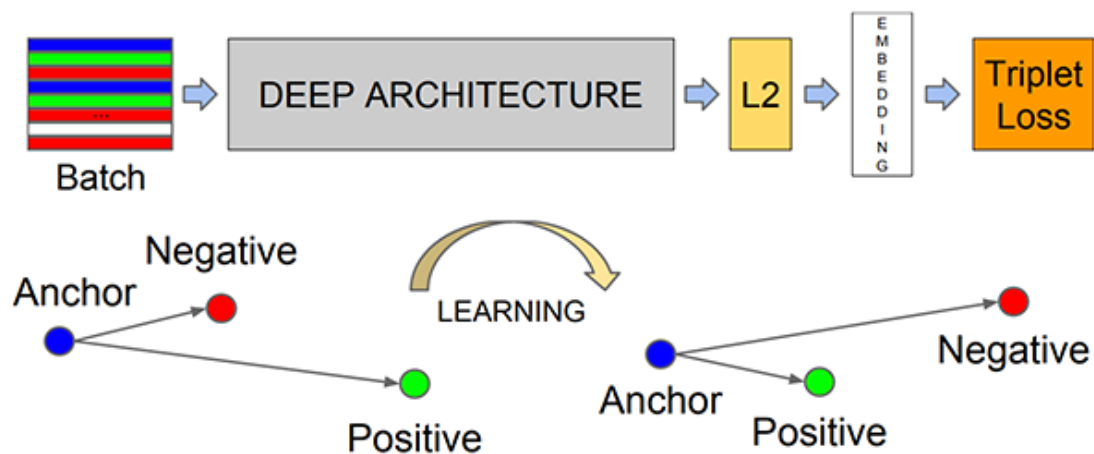 ...
Batch
DEEP ARCHITECTURE
L2
EMBEDDING
Triplet
Loss
Negative
Anchor
Positive
LEARNING
Negative
Anchor
Positive